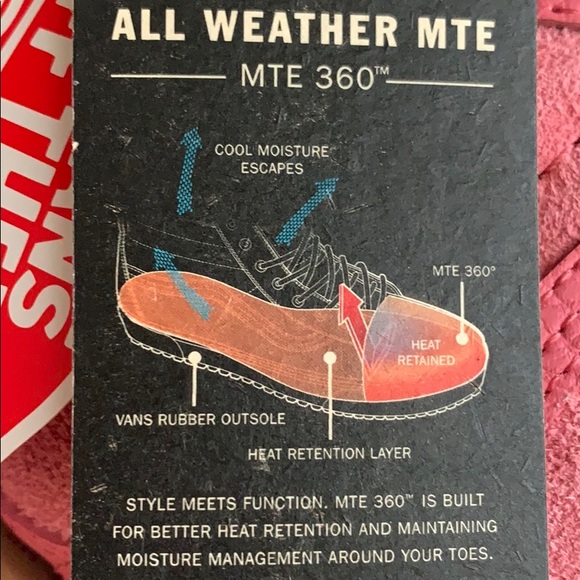 ALL WEATHER MTE
MTE 360™
COOL MOISTURE
ESCAPES
MTE 360°
HEAT
RETAINED
VANS RUBBER OUTSOLE
HEAT RETENTION LAYER
STYLE MEETS FUNCTION. MTE 360™ IS BUILT
FOR BETTER HEAT RETENTION AND MAINTAINING
MOISTURE MANAGEMENT AROUND YOUR TOES.